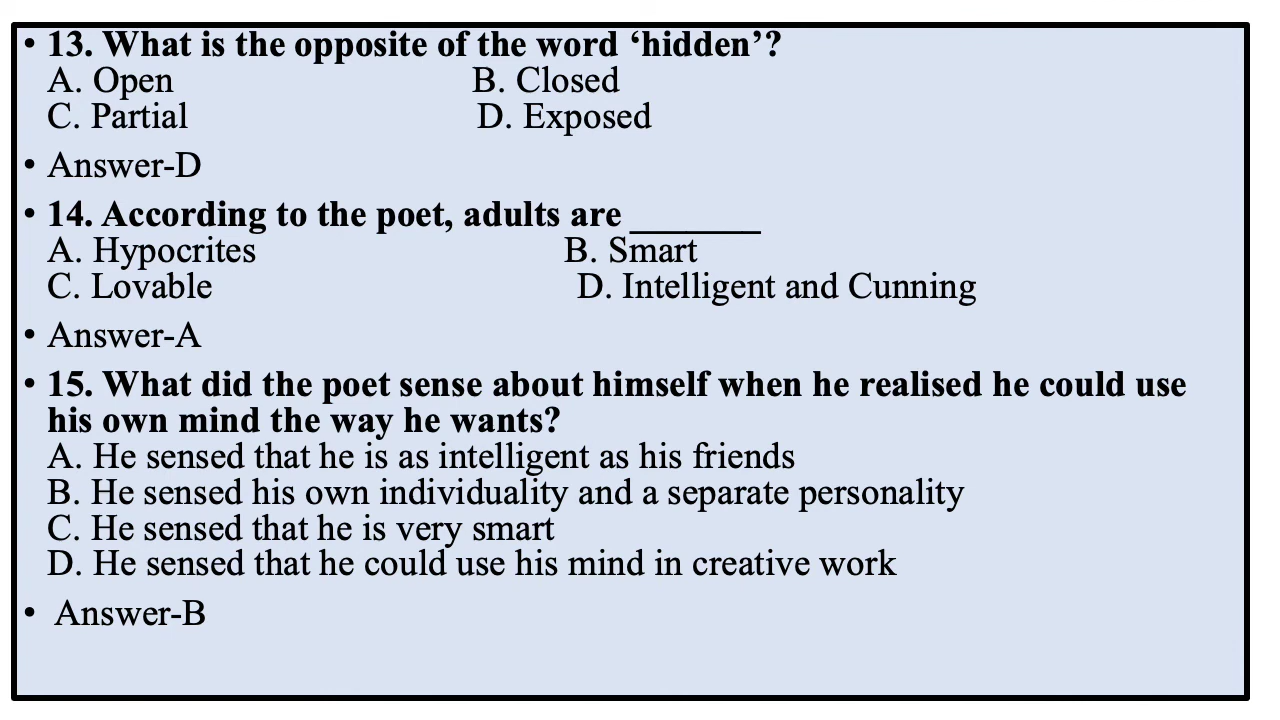 • 13. What is the opposite of the word ‘hidden’?
A. Open B. Closed
C. Partial D. Exposed
• Answer-D
• 14. According to the poet, adults are _______
A. Hypocrites B. Smart
C. Lovable D. Intelligent and Cunning
• Answer-A
• 15. What did the poet sense about himself when he realised he could use
his own mind the way he wants?
A. He sensed that he is as intelligent as his friends
B. He sensed his own individuality and a separate personality
C. He sensed that he is very smart
D. He sensed that he could use his mind in creative work
• Answer-B